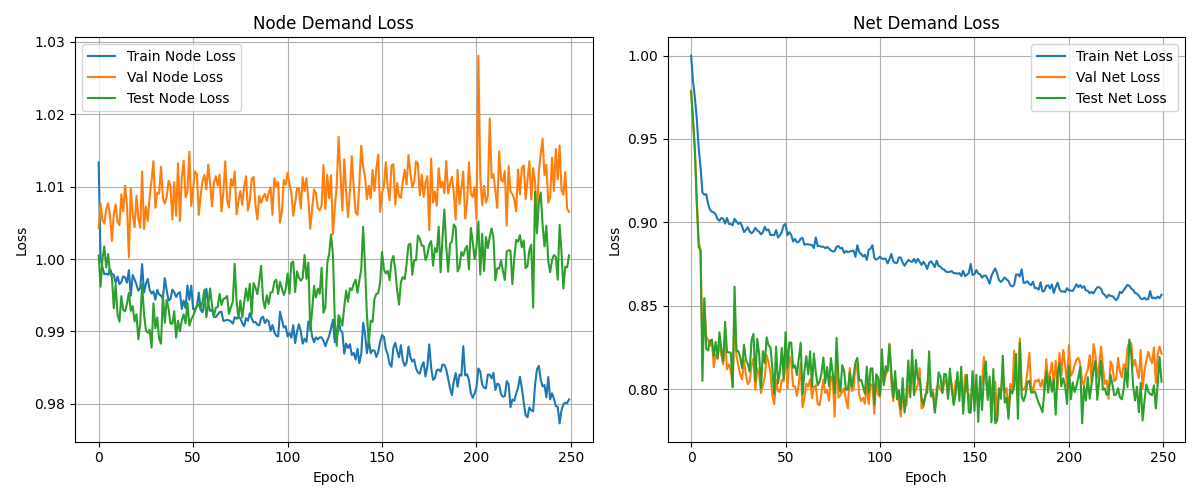 Node Demand Loss
Loss
1.03
1.02
1.01
1.00
0.99
0.98
Train Node Loss
Val Node Loss
Test Node Loss
0
50
100
150
200
250
Epoch
Net Demand Loss
Loss
1.00
0.95
0.90
0.85
0.80
Train Net Loss
Val Net Loss
Test Net Loss
0
50
100
150
200
250
Epoch